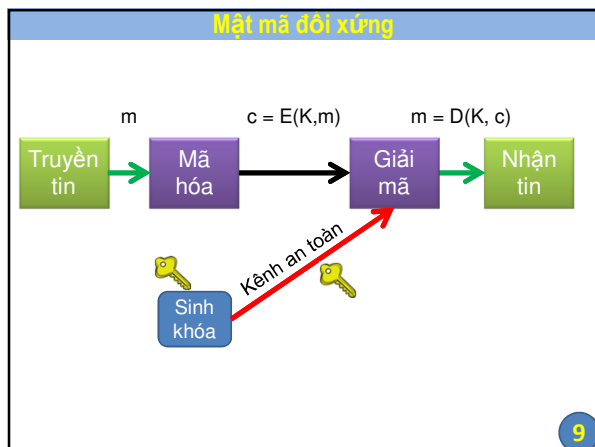 Mật mã đối xứng
m
c = E(K,m)
m = D(K, c)
Truyền
tin
Mã
hóa
Giải
mã
Nhận
tin
Kênh an toàn
Sinh
khóa
9